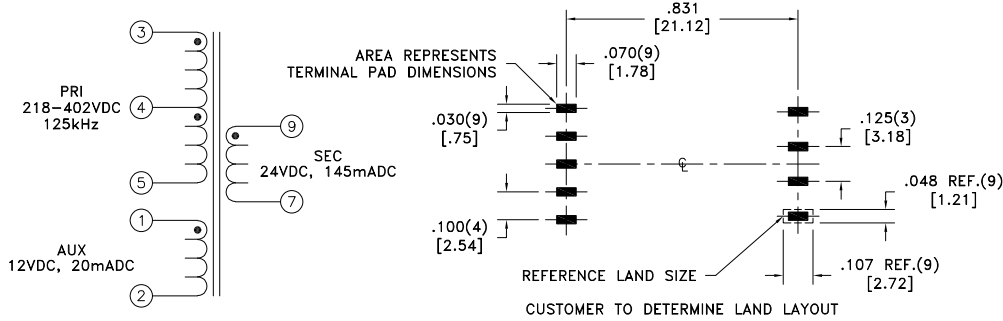 3
PRI
218-402VDC
125kHz
4
5
1
AUX
12VDC, 20mADC
2
9
SEC
24VDC, 145mADC
7
.831
[21.12]
AREA REPRESENTS
TERMINAL PAD DIMENSIONS
.070(9)
[1.78]
.030(9)
[.75]
.125(3)
[3.18]
℄
.048 REF.(9)
[1.21]
.100(4)
[2.54]
REFERENCE LAND SIZE
.107 REF.(9)
[2.72]
CUSTOMER TO DETERMINE LAND LAYOUT